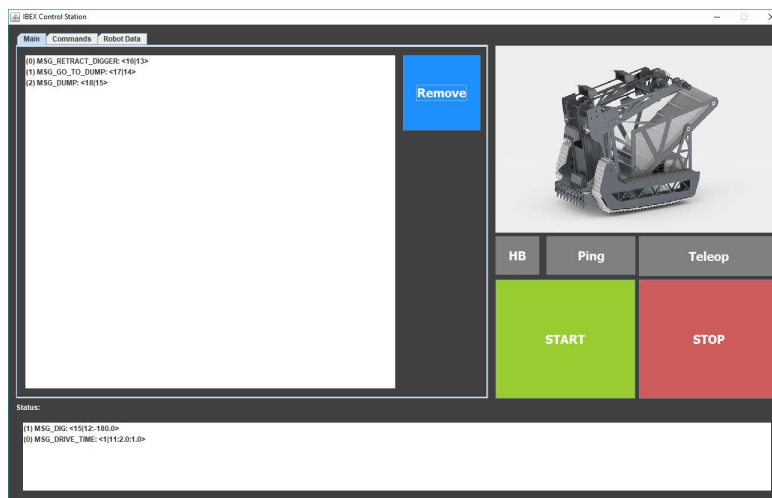 IBEX Control Station
Main Commands Robot Data
(0) MSG_RETRACT_DIGGER: <16|13>
(1) MSG_GO_TO_DUMP: <17|14>
(2) MSG_DUMP: <18|15>
Remove
HB Ping Teleop
START STOP
Status:
(1) MSG_DIG: <15|12:-180.0>
(0) MSG_DRIVE_TIME: <1|11:2.0:1.0>